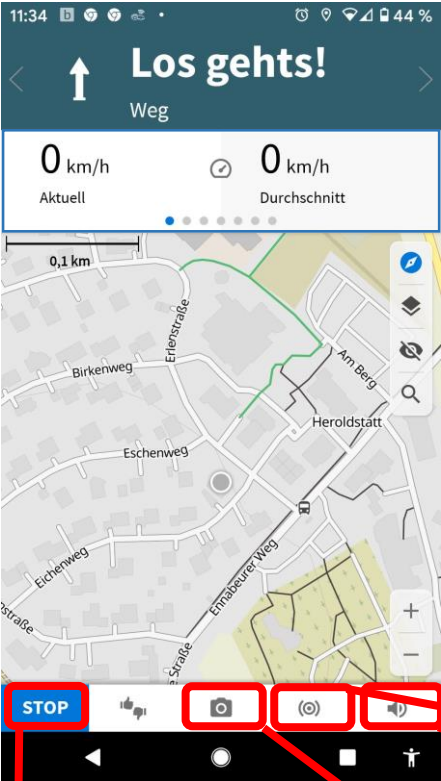 11:34
44 %
Los gehts!
Weg
0 km/h
0 km/h
Aktuell
Durchschnitt
0,1 km
Erlenstraße
Birkenweg
Am Berg
Heroldstatt
Eschenweg
Eichenweg
Ennabeurer Weg
straße
e Straße
STOP